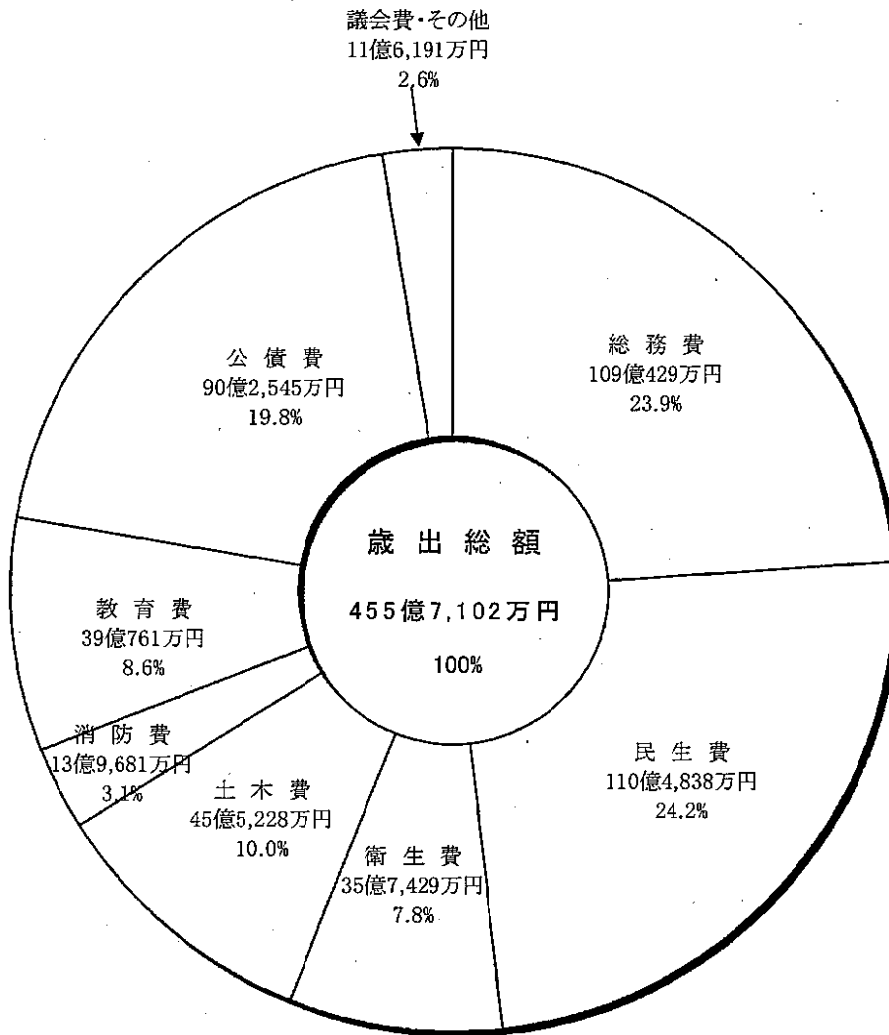 議会費・その他
11億6,191万円
2.6%
総務費
109億429万円
23.9%
公債費
90億2,545万円
19.8%
歳出総額
455億7,102万円
100%
教育費
39億761万円
8.6%
消防費
13億9,681万円
3.1%
土木費
45億5,228万円
10.0%
衛生費
35億7,429万円
7.8%
民生費
110億4,838万円
24.2%